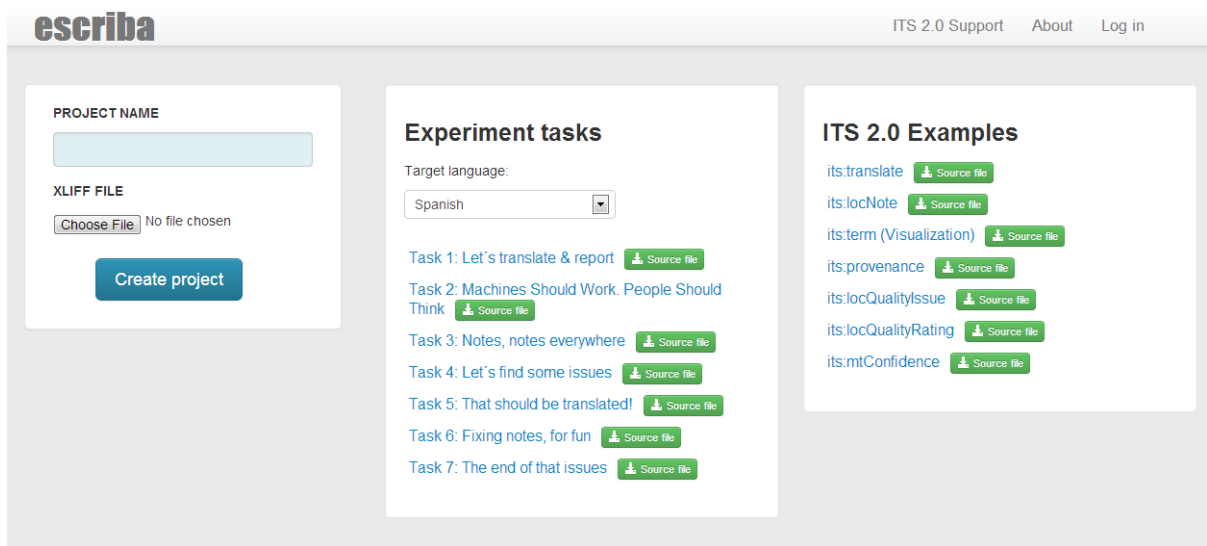 escriba
ITS 2.0 Support About Log in
PROJECT NAME
XLIFF FILE
Choose File No file chosen
Create project
Experiment tasks
Target language:
Spanish
Task 1: Let´s translate & report Source file
Task 2: Machines Should Work. People Should
Think Source file
Task 3: Notes, notes everywhere Source file
Task 4: Let´s find some issues Source file
Task 5: That should be translated! Source file
Task 6: Fixing notes, for fun Source file
Task 7: The end of that issues Source file
ITS 2.0 Examples
its:translate Source file
its:locNote Source file
its:term (Visualization) Source file
its:provenance Source file
its:locQualityIssue Source file
its:locQualityRating Source file
its:mtConfidence Source file